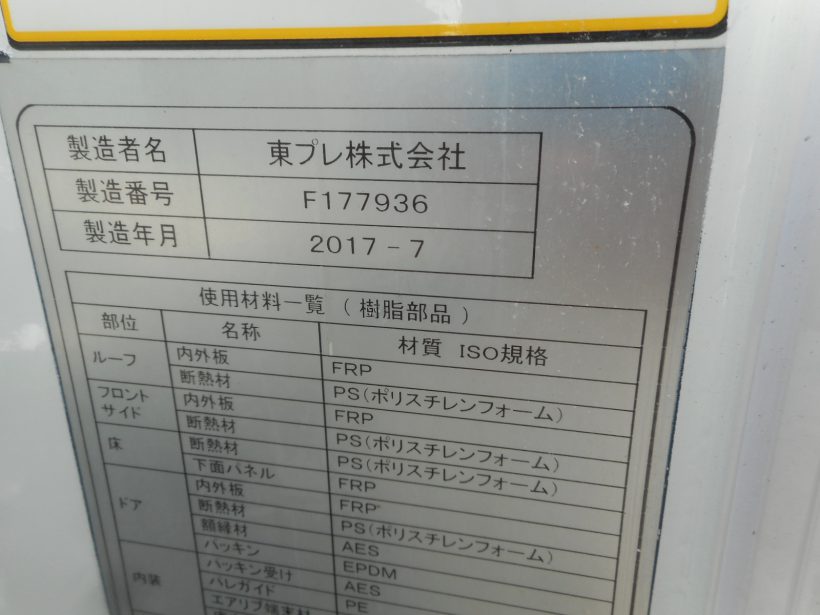 製造者名 東プレ株式会社
製造番号 F177936
製造年月 2017-7
使用材料一覧 (樹脂部品)
部位 名称 材質 ISO規格
ルーフ 内外板 FRP
断熱材 PS(ポリスチレンフォーム)
フロント サイド 内外板 FRP
断熱材 PS(ポリスチレンフォーム)
床 断熱材 PS(ポリスチレンフォーム)
下面パネル FRP
ドア 内外板 FRP
断熱材 PS(ポリスチレンフォーム)
額縁材 AES
パッキン EPDM
パッキン受け AES
内装 バレガイド PE
エアリブ端末材